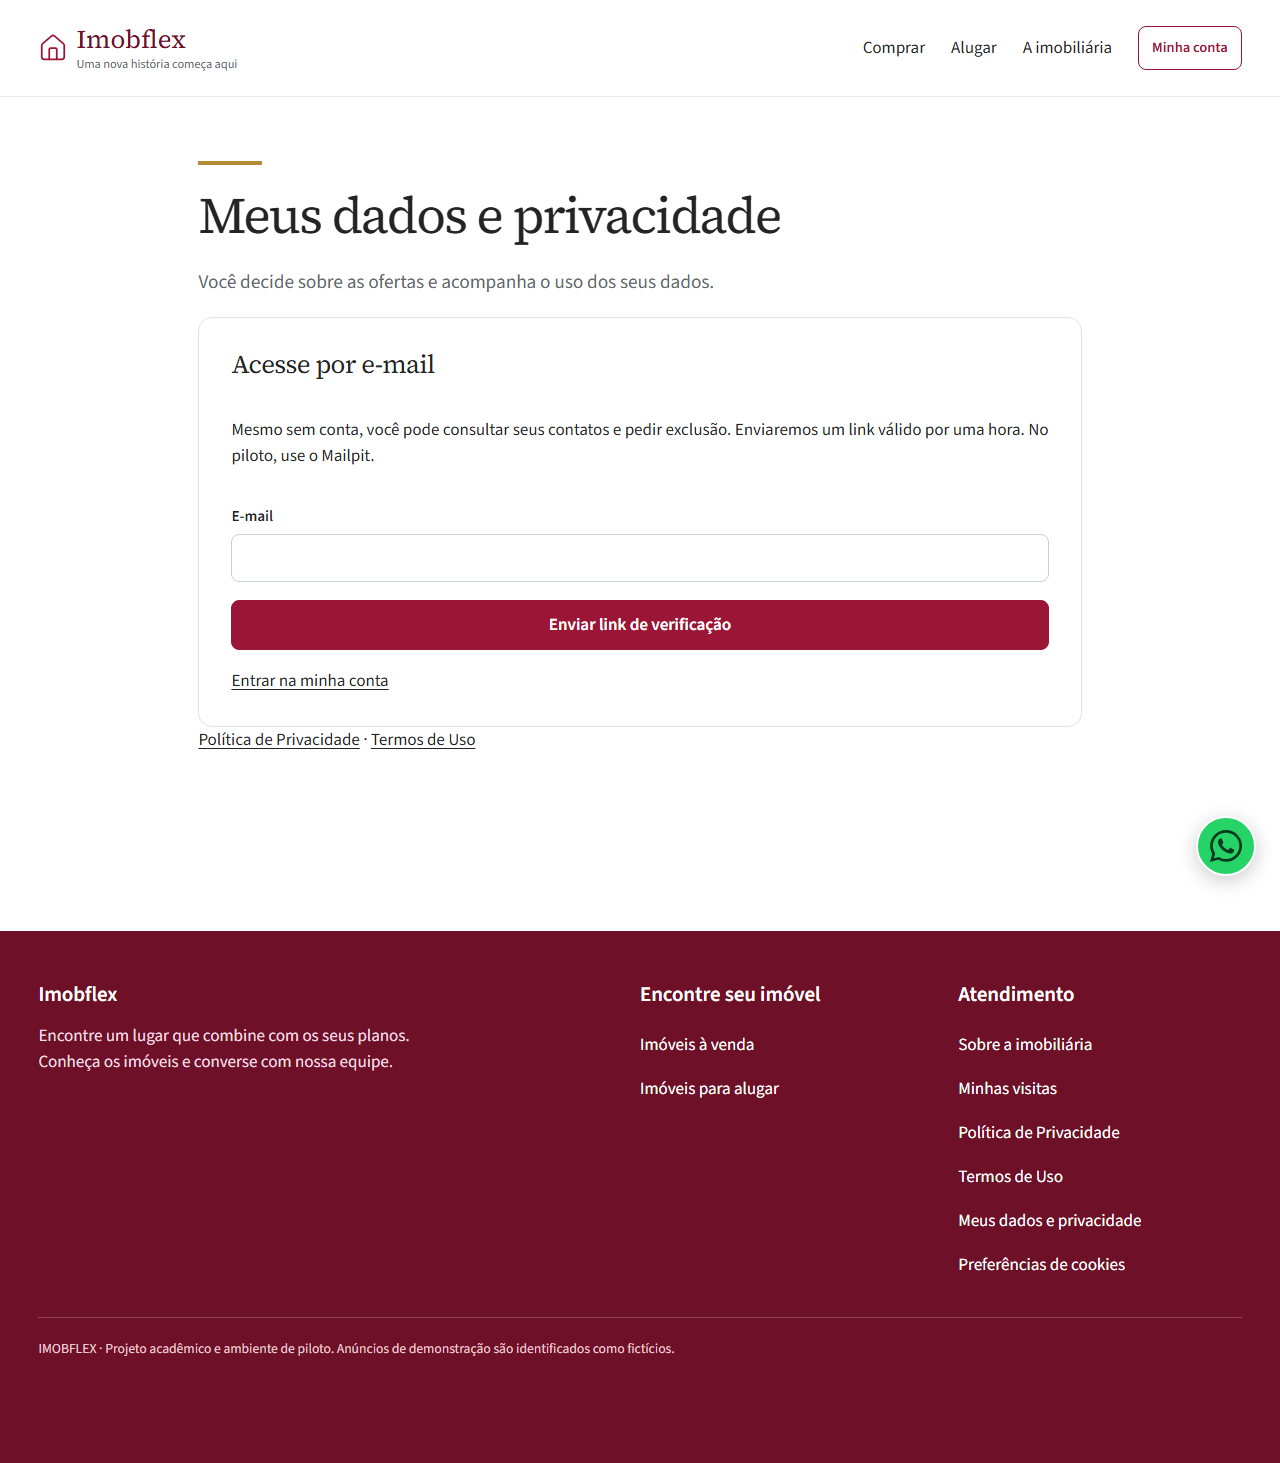 Imobflex
Uma nova história começa aqui
Comprar
Alugar
A imobiliária
Minha conta
Meus dados e privacidade
Você decide sobre as ofertas e acompanha o uso dos seus dados.
Acesse por e-mail
Mesmo sem conta, você pode consultar seus contatos e pedir exclusão. Enviaremos um link válido por uma hora. No
piloto, use o Mailpit.
E-mail
Enviar link de verificação
Entrar na minha conta
Política de Privacidade · Termos de Uso
Imobflex
Encontre um lugar que combine com os seus planos.
Conheça os imóveis e converse com nossa equipe.
Encontre seu imóvel
Imóveis à venda
Imóveis para alugar
Atendimento
Sobre a imobiliária
Minhas visitas
Política de Privacidade
Termos de Uso
Meus dados e privacidade
Preferências de cookies
IMOBFLEX · Projeto acadêmico e ambiente de piloto. Anúncios de demonstração são identificados como fictícios.